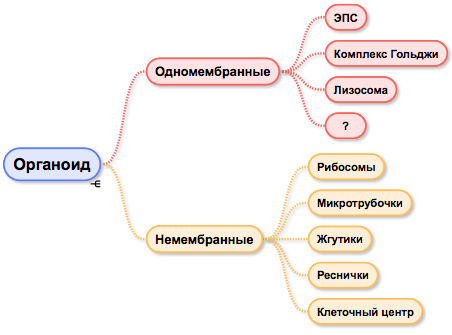 Органоид
Одномембранные
ЭПС
Комплекс Гольджи
Лизосома
?
Немембранные
Рибосомы
Микротрубочки
Жгутики
Реснички
Клеточный центр